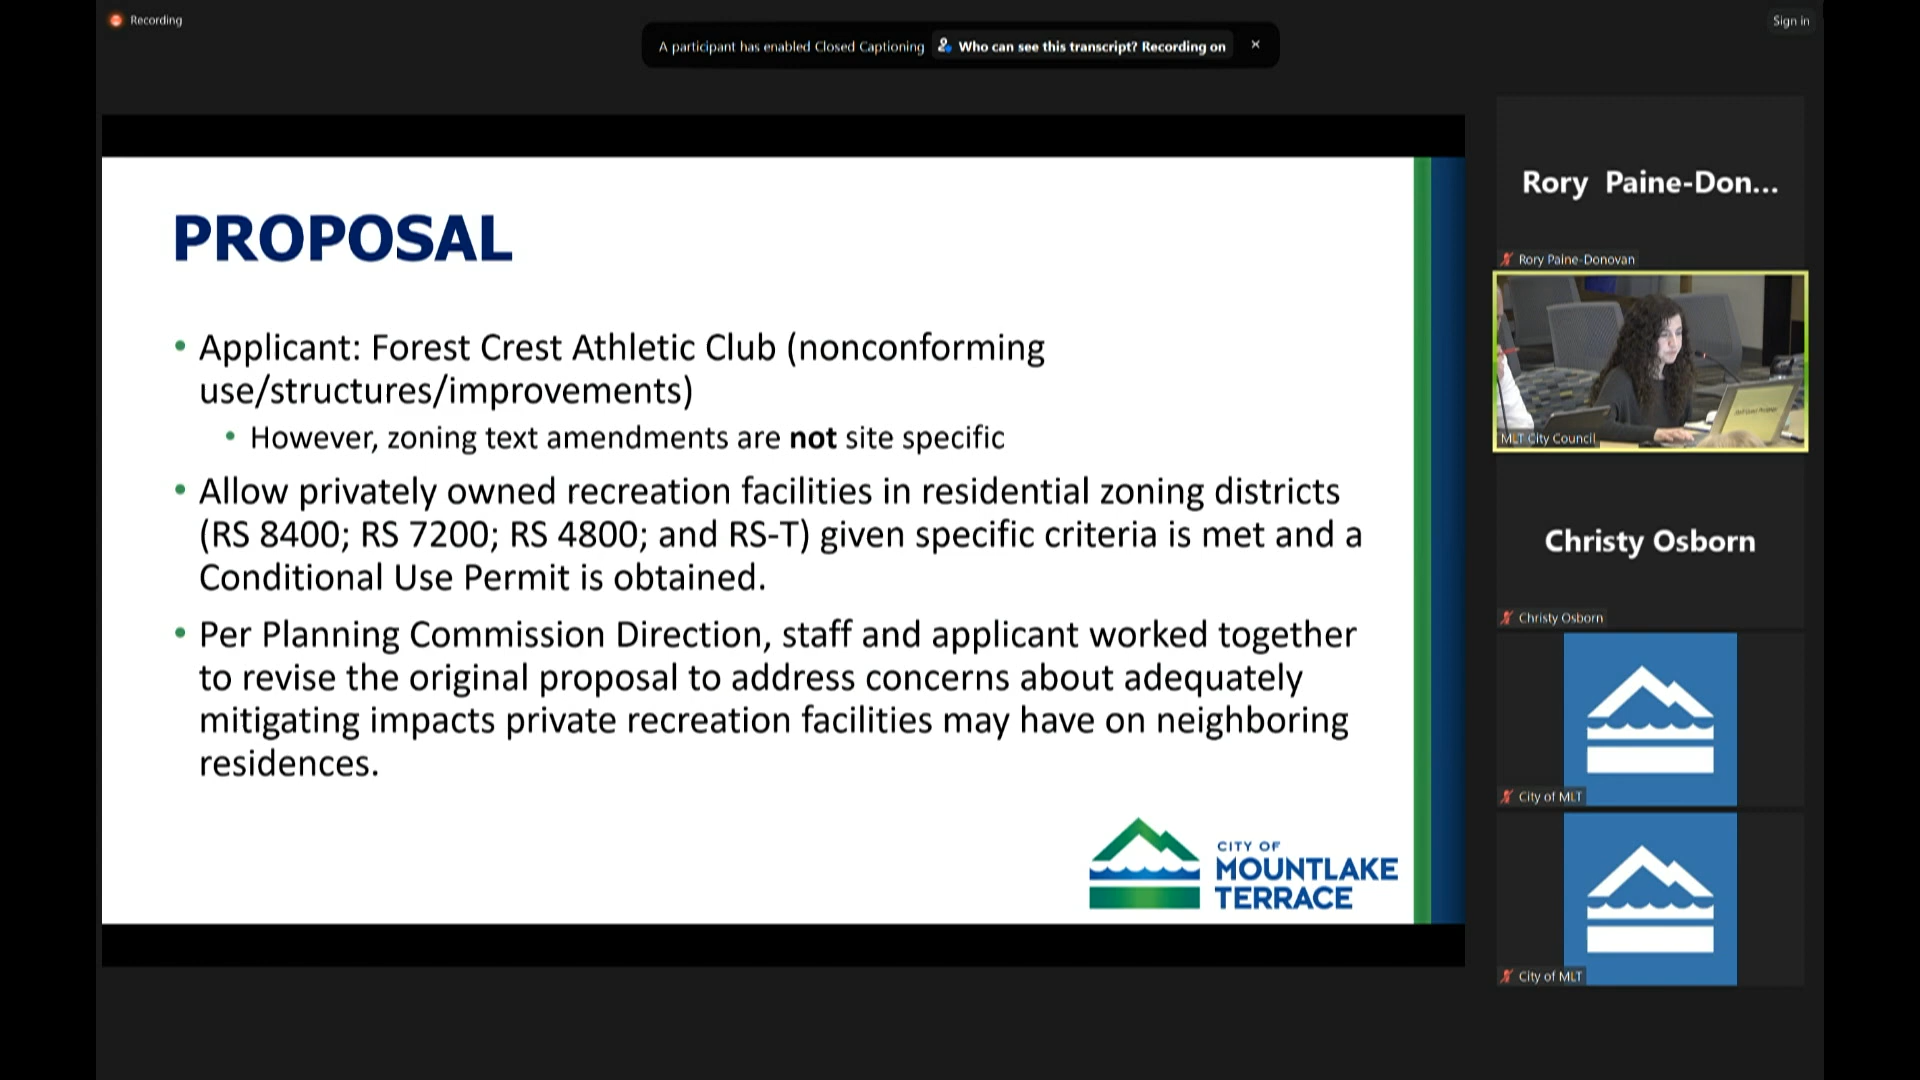 Recording
Sign in
A participant has enabled Closed Captioning Who can see this transcript? Recording on
PROPOSAL
• Applicant: Forest Crest Athletic Club (nonconforming
use/structures/improvements)
• However, zoning text amendments are not site specific
• Allow privately owned recreation facilities in residential zoning districts
(RS 8400; RS 7200; RS 4800; and RS-T) given specific criteria is met and a
Conditional Use Permit is obtained.
• Per Planning Commission Direction, staff and applicant worked together
to revise the original proposal to address concerns about adequately
mitigating impacts private recreation facilities may have on neighboring
residences.
CITY OF
MOUNTLAKE
TERRACE
Rory Paine-Don...
Rory Paine-Donovan
MLT City Council
Christy Osborn
Christy Osborn
City of MLT
City of MLT